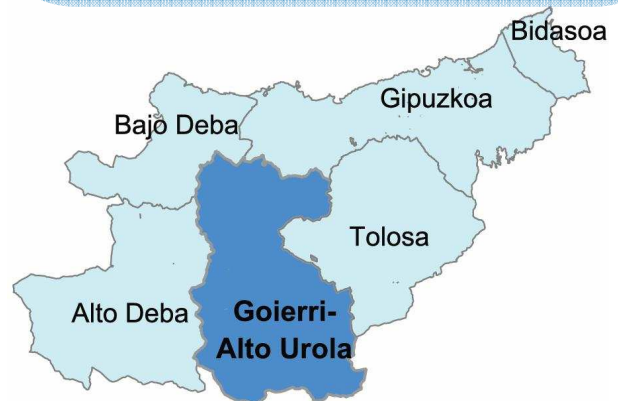 Bidasoa
Gipuzkoa
Bajo Deba
Tolosa
Alto Deba
Goierri-
Alto Urola